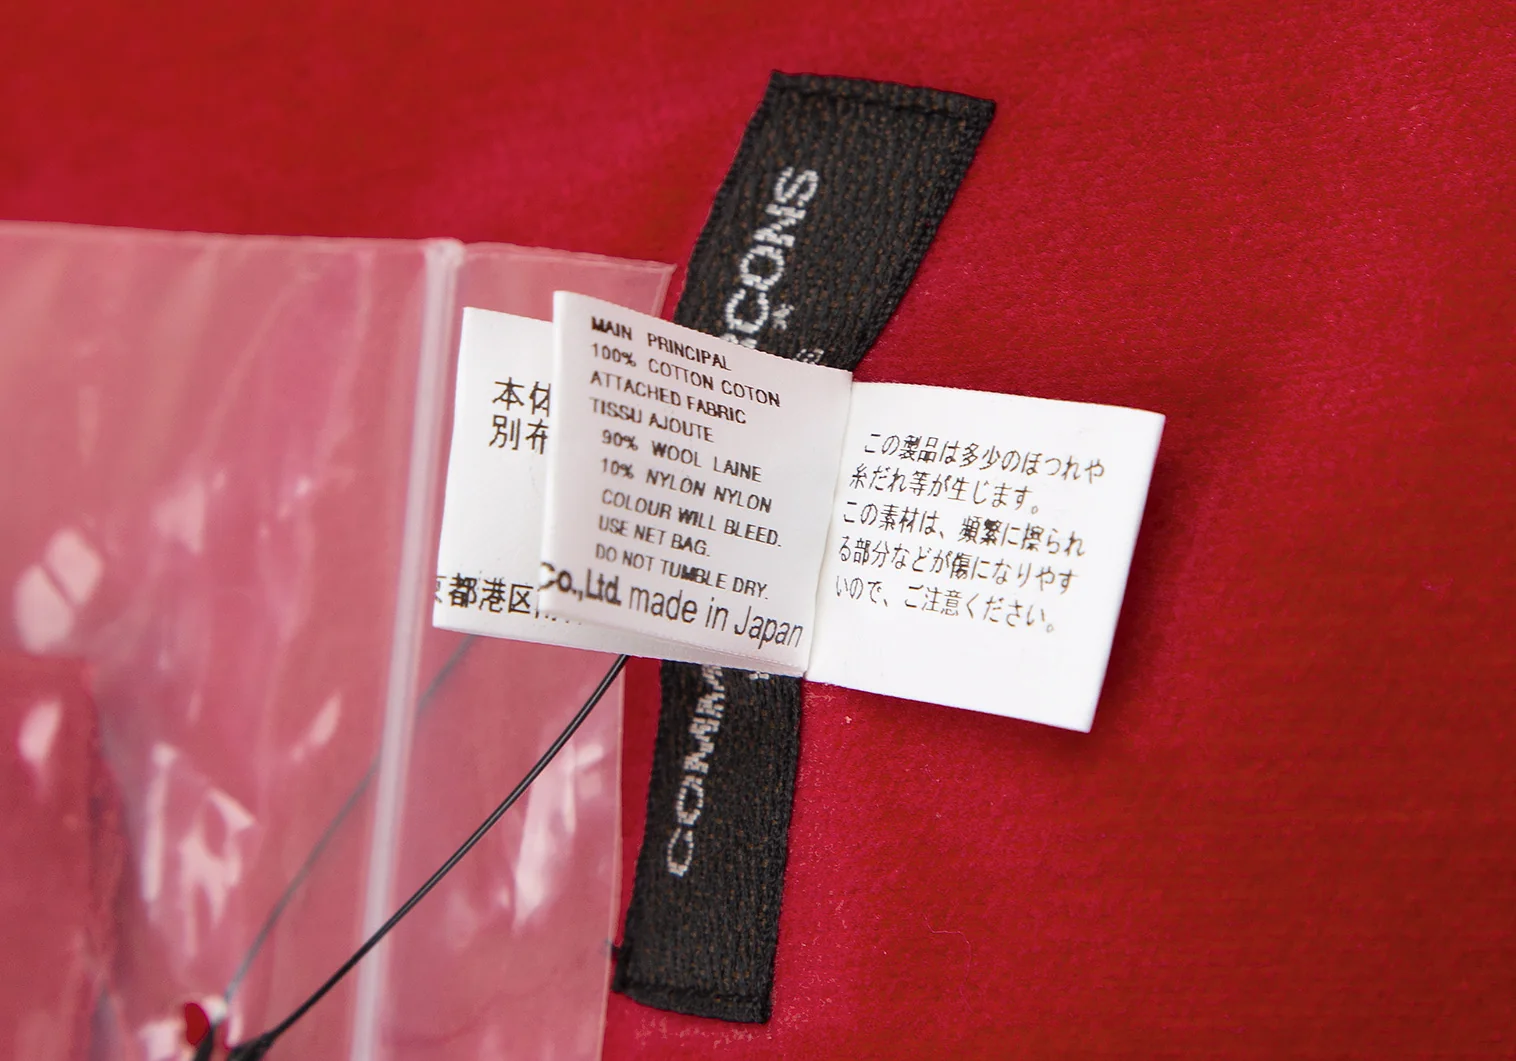 本体
別布
都港区
MAIN PRINCIPAL
100% COTTON COTON
ATTACHED FABRIC
TISSU AJOUTE
90% WOOL LAINE
10% NYLON NYLON
COLOUR WILL BLEED.
USE NET BAG.
DO NOT TUMBLE DRY.
Co.,Ltd. made in Japan
この製品は多少のほつれや
糸だれ等が生じます。
この素材は、頻繁に擦られ
る部分などが傷になりやす
いので、ご注意ください。